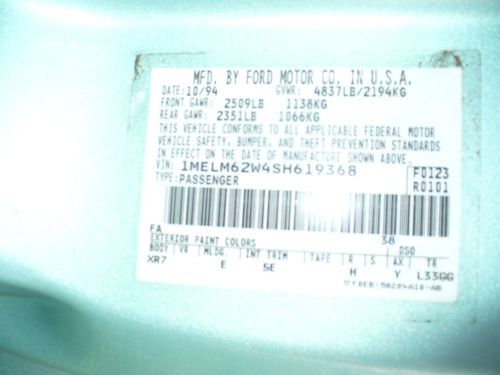 MFD. BY FORD MOTOR CO. IN U.S.A.
DATE: 10/94 GVWR: 4837LB/2194KG
FRONT GAWR: 2509LB 1138KG
REAR GAWR: 2351LB 1066KG
THIS VEHICLE CONFORMS TO ALL APPLICABLE FEDERAL MOTOR
VEHICLE SAFETY, BUMPER, AND THEFT PREVENTION STANDARDS
IN EFFECT ON THE DATE OF MANUFACTURE SHOWN ABOVE.
VIN: 1MELM62W4SH619368 F0123
TYPE: PASSENGER R0101
FA 38
EXTERIOR PAINT COLORS DSO
BODY VR MLDG. INT TRIM TAPE R S AX TR
XR7 E 5E H Y L33GG